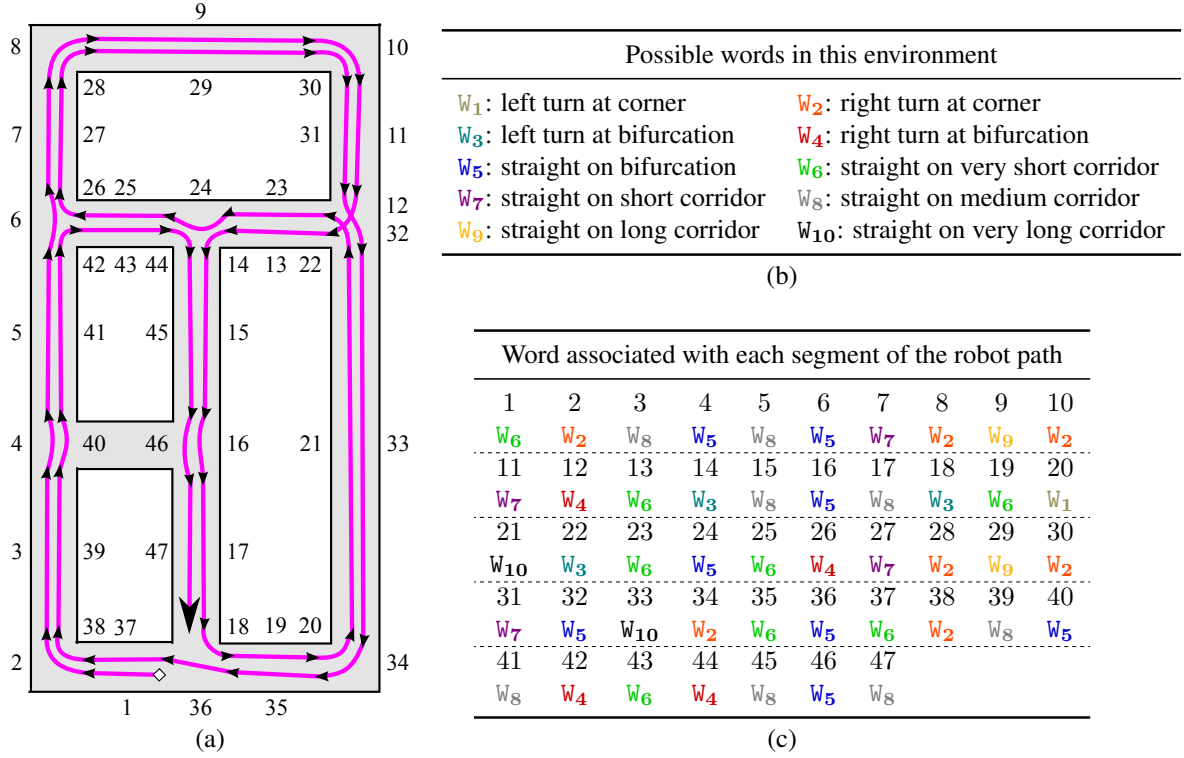 9
8 10
28 29 30
7 27 31 11
26 25 24 23 12
6 32
42 43 44 14 13 22
5 41 45 15
4 40 46 16 21 33
3 39 47 17
38 37 18 19 20
2 34
1 36 35
(a)
Possible words in this environment
W1: left turn at corner W2: right turn at corner
W3: left turn at bifurcation W4: right turn at bifurcation
W5: straight on bifurcation W6: straight on very short corridor
W7: straight on short corridor W8: straight on medium corridor
W9: straight on long corridor W10: straight on very long corridor
(b)
Word associated with each segment of the robot path
1 2 3 4 5 6 7 8 9 10
W6 W2 W8 W5 W8 W5 W7 W2 W9 W2
11 12 13 14 15 16 17 18 19 20
W7 W4 W6 W3 W8 W5 W8 W3 W6 W1
21 22 23 24 25 26 27 28 29 30
W10 W3 W6 W5 W6 W4 W7 W2 W9 W2
31 32 33 34 35 36 37 38 39 40
W7 W5 W10 W2 W6 W5 W6 W2 W8 W5
41 42 43 44 45 46 47
W8 W4 W6 W4 W8 W5 W8
(c)